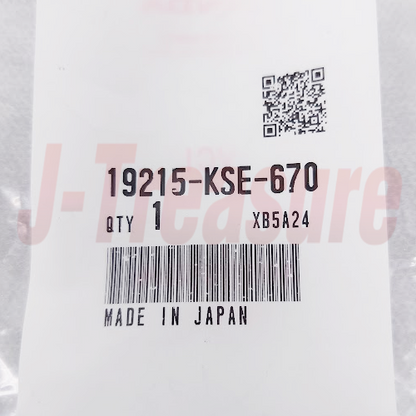 19215-KSE-670
QTY 1 XB5A24
MADE IN JAPAN
J-Treasure